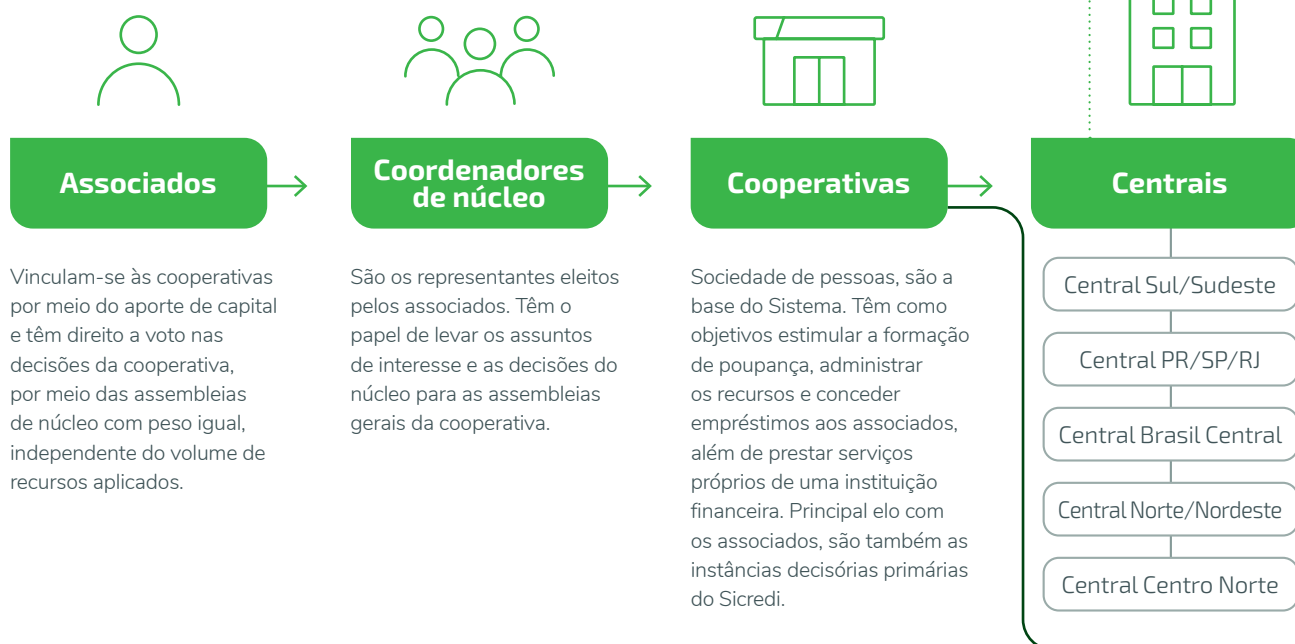 Associados
Vinculam-se às cooperativas
por meio do aporte de capital
e têm direito a voto nas
decisões da cooperativa,
por meio das assembleias
de núcleo com peso igual,
independente do volume de
recursos aplicados.
Coordenadores
de núcleo
São os representantes eleitos
pelos associados. Têm o
papel de levar os assuntos
de interesse e as decisões do
núcleo para as assembleias
gerais da cooperativa.
Cooperativas
Sociedade de pessoas, são a
base do Sistema. Têm como
objetivos estimular a formação
de poupança, administrar
os recursos e conceder
empréstimos aos associados,
além de prestar serviços
próprios de uma instituição
financeira. Principal elo com
os associados, são também as
instâncias decisórias primárias
do Sicredi.
Centrais
Central Sul/Sudeste
Central PR/SP/RJ
Central Brasil Central
Central Norte/Nordeste
Central Centro Norte